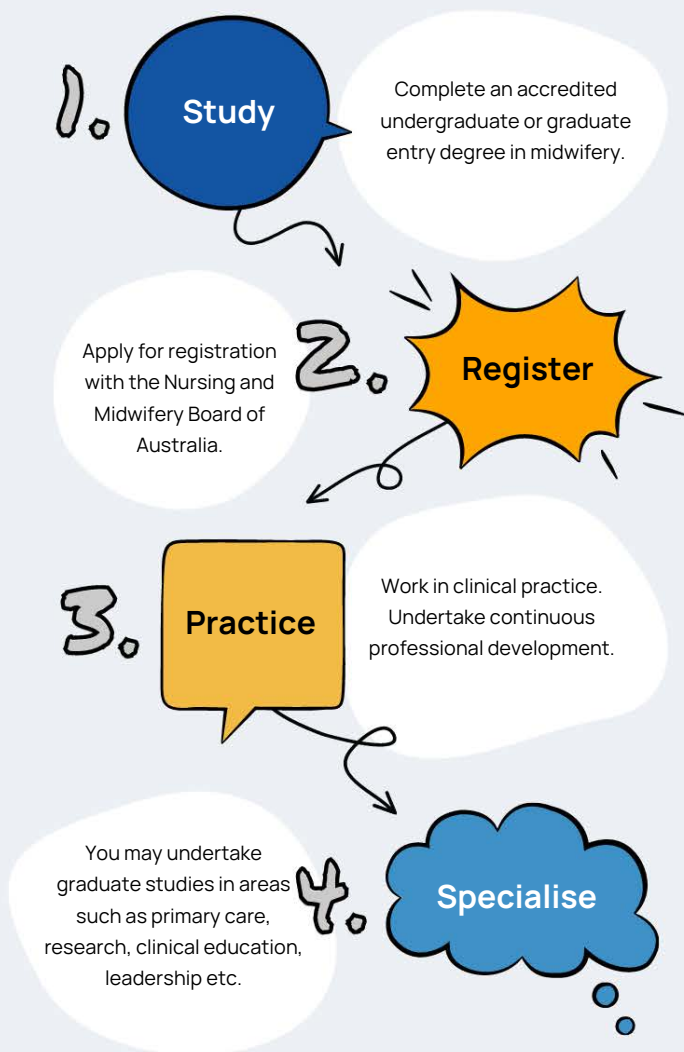 1.
Study
Complete an accredited
undergraduate or graduate
entry degree in midwifery.
2.
Register
Apply for registration
with the Nursing and
Midwifery Board of
Australia.
3.
Practice
Work in clinical practice.
Undertake continuous
professional development.
4.
Specialise
You may undertake
graduate studies in areas
such as primary care,
research, clinical education,
leadership etc.